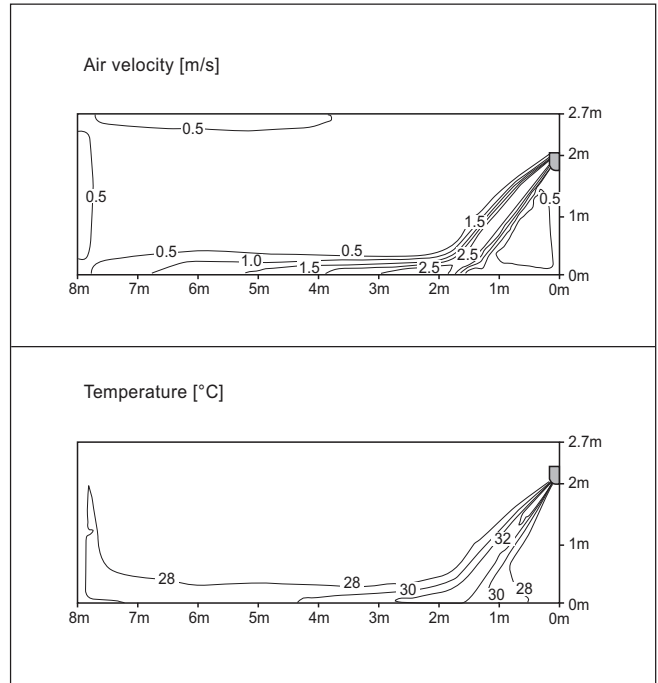 Air velocity [m/s]
2.7m
0.5
2m
0.5 0.5
1.5 1m
0.5 0.5 2.5
1.0 1.5 2.5 0m
8m 7m 6m 5m 4m 3m 2m 1m 0m
Temperature [°C]
2.7m
2m
32
1m
28 28
30 30 28
0m
8m 7m 6m 5m 4m 3m 2m 1m 0m